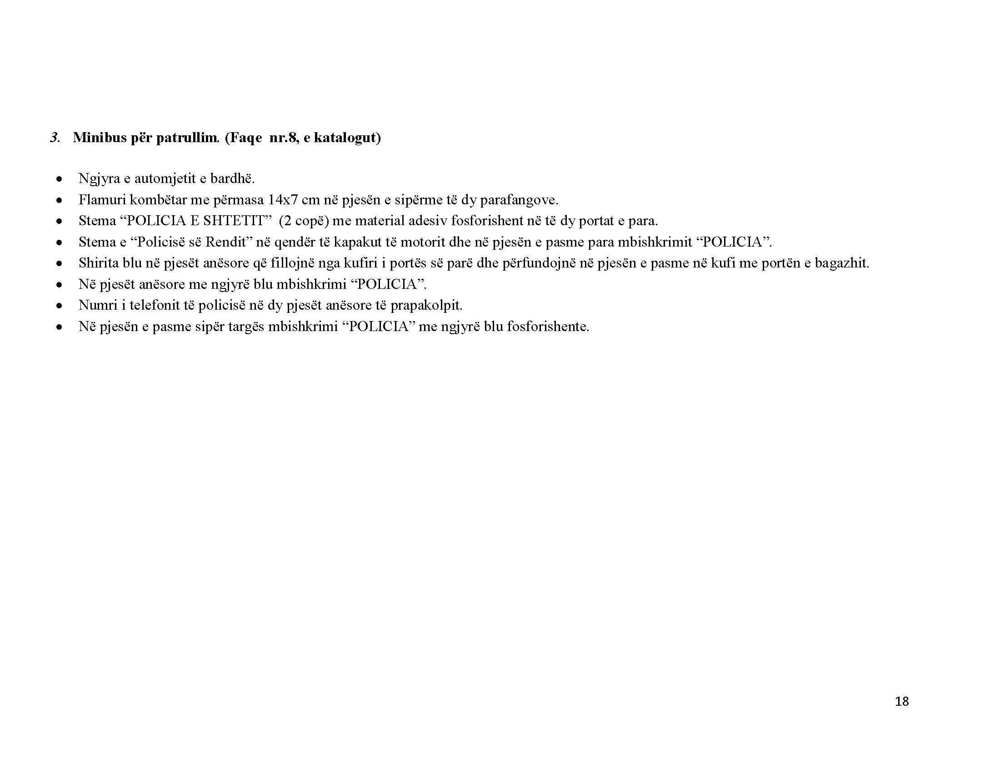 3. Minibus për patrullim. (Faqe  nr.8, e katalogut)
• Ngjyra e automjetit e bardhë.
• Flamuri kombëtar me përmasa 14x7 cm në pjesën e sipërme të dy parafangove.
• Stema “POLICIA E SHTETIT”  (2 copë) me material adesiv fosforishent në të dy portat e para.
• Stema e “Policisë së Rendit” në qendër të kapakut të motorit dhe në pjesën e pasme para mbishkrimit “POLICIA”.
• Shirita blu në pjesët anësore që fillojnë nga kufiri i portës së parë dhe përfundojnë në pjesën e pasme në kufi me portën e bagazhit.
• Në pjesët anësore me ngjyrë blu mbishkrimi “POLICIA”.
• Numri i telefonit të policisë në dy pjesët anësore të prapakolpit.
• Në pjesën e pasme sipër targës mbishkrimi “POLICIA” me ngjyrë blu fosforishente.
18